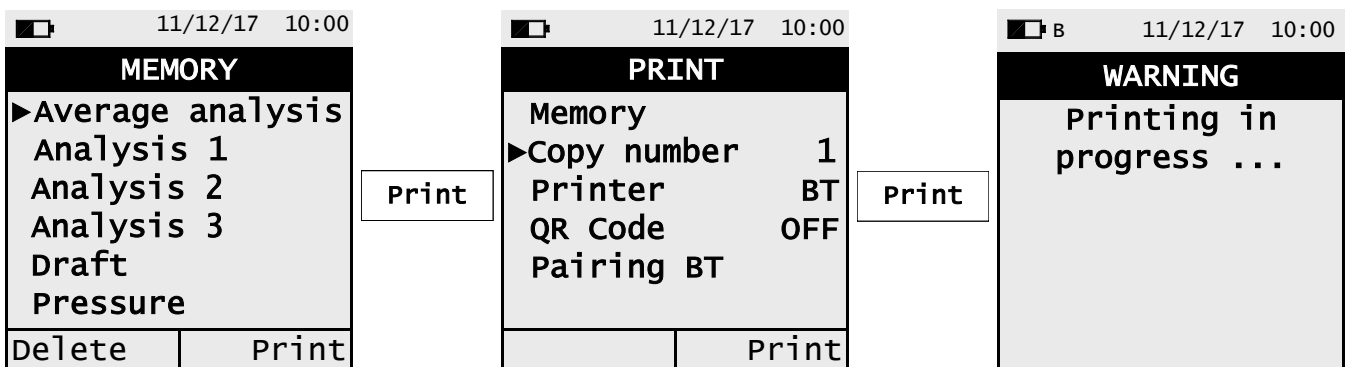 11/12/17 10:00
MEMORY
►Average analysis
Analysis 1
Analysis 2
Analysis 3
Draft
Pressure
Delete Print
Print
11/12/17 10:00
PRINT
Memory
►Copy number 1
Printer BT
QR Code OFF
Pairing BT
Print
Print
B 11/12/17 10:00
WARNING
Printing in
progress ...